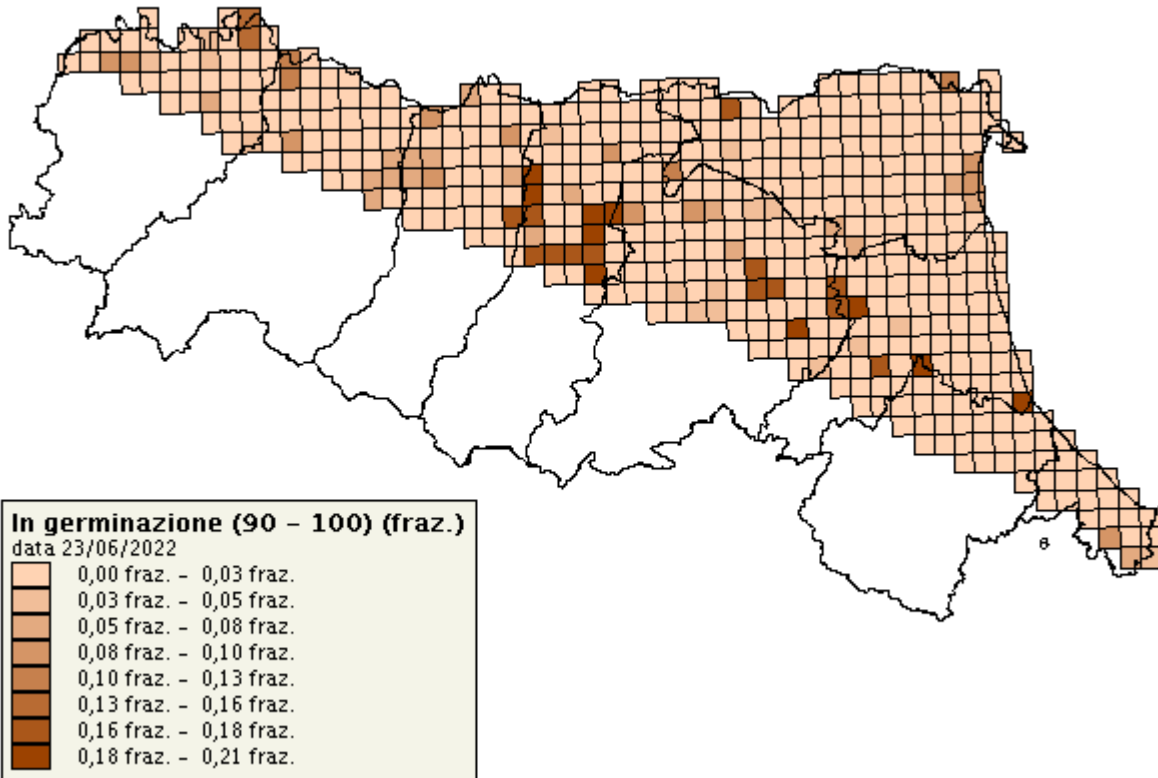 In germinazione (90 – 100) (fraz.)
data 23/06/2022
0,00 fraz. – 0,03 fraz.
0,03 fraz. – 0,05 fraz.
0,05 fraz. – 0,08 fraz.
0,08 fraz. – 0,10 fraz.
0,10 fraz. – 0,13 fraz.
0,13 fraz. – 0,16 fraz.
0,16 fraz. – 0,18 fraz.
0,18 fraz. – 0,21 fraz.